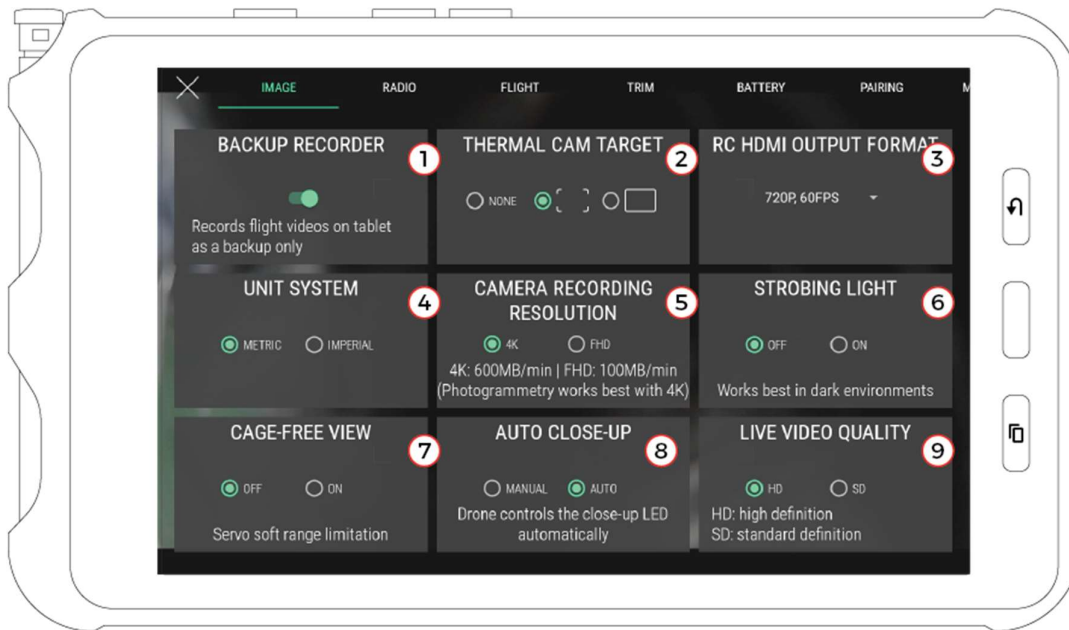 IMAGE RADIO FLIGHT TRIM BATTERY PAIRING M
BACKUP RECORDER
1
Records flight videos on tablet
as a backup only
THERMAL CAM TARGET
2
NONE
RC HDMI OUTPUT FORMAT
3
720P, 60FPS
UNIT SYSTEM
4
METRIC IMPERIAL
CAMERA RECORDING
RESOLUTION
5
4K FHD
4K: 600MB/min | FHD: 100MB/min
(Photogrammetry works best with 4K)
STROBING LIGHT
6
OFF ON
Works best in dark environments
CAGE-FREE VIEW
7
OFF ON
Servo soft range limitation
AUTO CLOSE-UP
8
MANUAL AUTO
Drone controls the close-up LED
automatically
LIVE VIDEO QUALITY
9
HD SD
HD: high definition
SD: standard definition